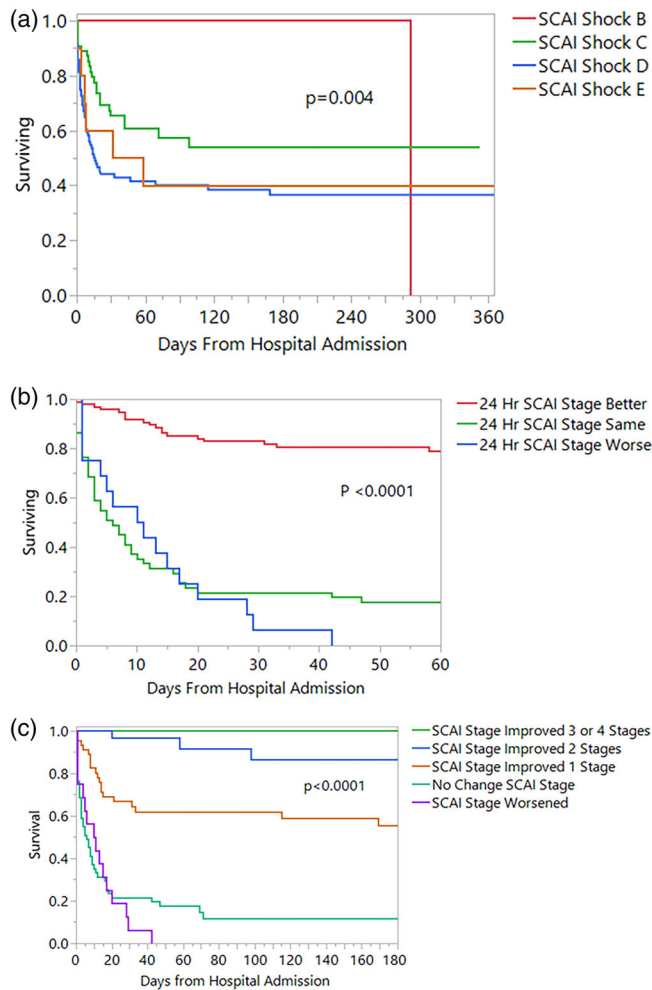 (a)
SCAI Shock B
SCAI Shock C
SCAI Shock D
SCAI Shock E
p=0.004
Surviving
1.0
0.8
0.6
0.4
0.2
0.0
0 60 120 180 240 300 360
Days From Hospital Admission
(b)
24 Hr SCAI Stage Better
24 Hr SCAI Stage Same
24 Hr SCAI Stage Worse
P <0.0001
Surviving
1.0
0.8
0.6
0.4
0.2
0.0
0 10 20 30 40 50 60
Days From Hospital Admission
(c)
SCAI Stage Improved 3 or 4 Stages
SCAI Stage Improved 2 Stages
SCAI Stage Improved 1 Stage
No Change SCAI Stage
SCAI Stage Worsened
p<0.0001
Survival
1.0
0.8
0.6
0.4
0.2
0.0
0 20 40 60 80 100 120 140 160 180
Days from Hospital Admission